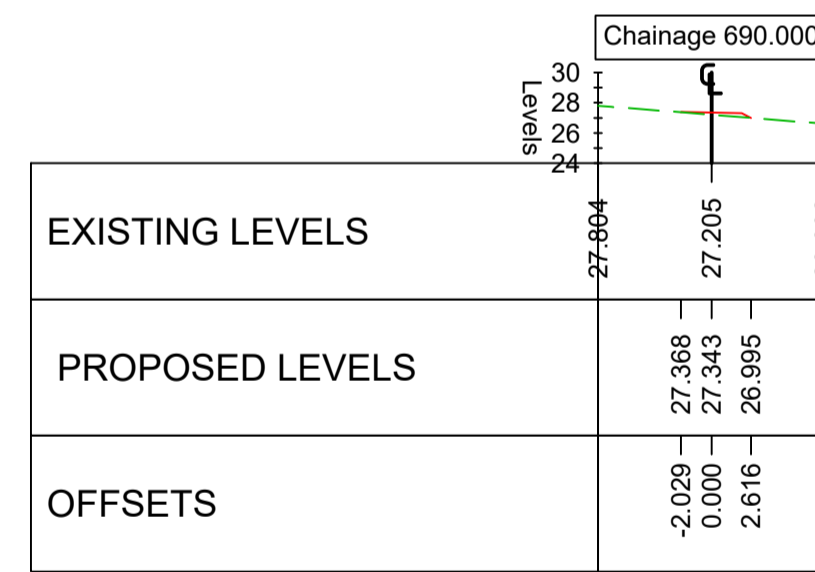 Chainage 690.000
CL
Levels
30
28
26
24
EXISTING LEVELS 27.804 27.205
PROPOSED LEVELS 27.368 27.343 26.995
OFFSETS -2.029 0.000 2.616